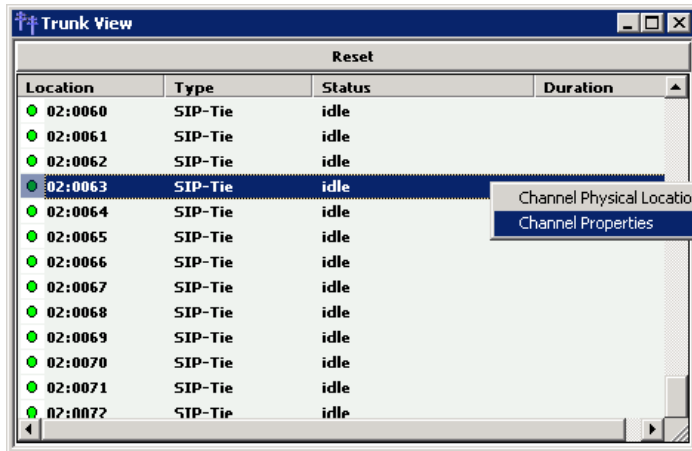 Trunk View
Reset
Location Type Status Duration
02:0060 SIP-Tie idle
02:0061 SIP-Tie idle
02:0062 SIP-Tie idle
02:0063 SIP-Tie idle
Channel Physical Locatio
02:0064 SIP-Tie idle
Channel Properties
02:0065 SIP-Tie idle
02:0066 SIP-Tie idle
02:0067 SIP-Tie idle
02:0068 SIP-Tie idle
02:0069 SIP-Tie idle
02:0070 SIP-Tie idle
02:0071 SIP-Tie idle
02:0072 SIP-Tie idle